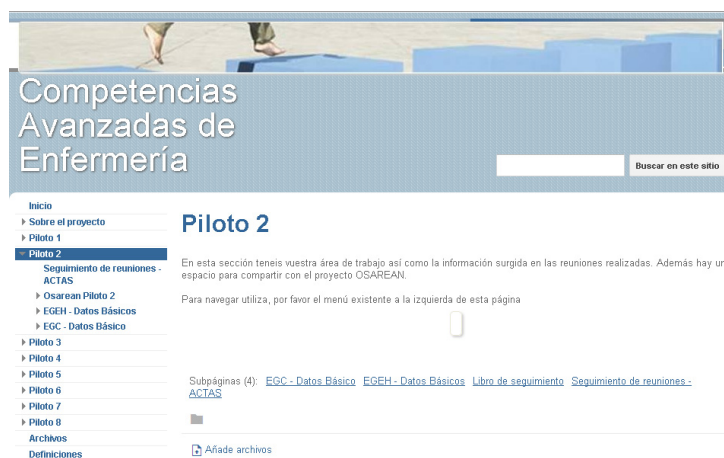 Competencias
Avanzadas de
Enfermería
Buscar en este sitio
Inicio
Sobre el proyecto
Piloto 1
Piloto 2
Seguimiento de reuniones -
ACTAS
Osarean Piloto 2
EGEH - Datos Básicos
EGC - Datos Básico
Piloto 3
Piloto 4
Piloto 5
Piloto 6
Piloto 7
Piloto 8
Archivos
Definiciones
Piloto 2
En esta sección teneis vuestra área de trabajo así como la información surgida en las reuniones realizadas. Además hay un
espacio para compartir con el proyecto OSAREAN.
Para navegar utiliza, por favor el menú existente a la izquierda de esta página
Subpáginas (4): EGC - Datos Básico EGEH - Datos Básicos Libro de seguimiento Seguimiento de reuniones -
ACTAS
Añade archivos